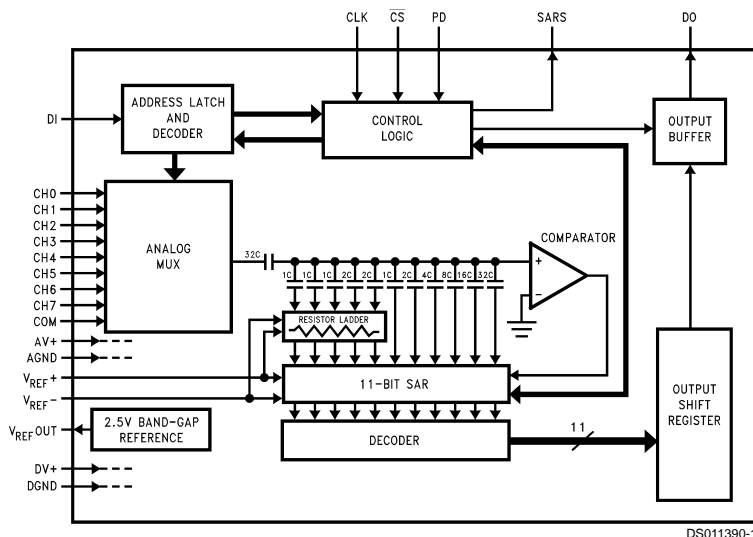 CLK CS PD SARS DO
DI
ADDRESS LATCH
AND
DECODER
CONTROL
LOGIC
OUTPUT
BUFFER
CH0
CH1
CH2
CH3
CH4
CH5
CH6
CH7
COM
ANALOG
MUX
32C
1C 1C 1C 2C 2C 1C 2C 4C 8C 16C 32C
COMPARATOR
+
−
RESISTOR LADDER
AV+
AGND
VREF+
VREF−
VREFOUT
2.5V BAND-GAP
REFERENCE
11-BIT SAR
DECODER
11
OUTPUT
SHIFT
REGISTER
DV+
DGND
DS011390-1